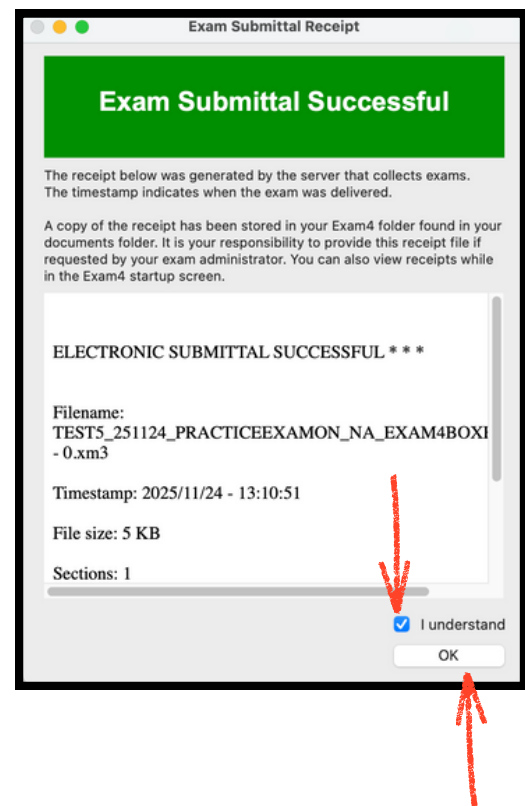 Exam Submittal Receipt
Exam Submittal Successful
The receipt below was generated by the server that collects exams.
The timestamp indicates when the exam was delivered.
A copy of the receipt has been stored in your Exam4 folder found in your
documents folder. It is your responsibility to provide this receipt file if
requested by your exam administrator. You can also view receipts while
in the Exam4 startup screen.
ELECTRONIC SUBMITTAL SUCCESSFUL * * *
Filename:
TEST5_251124_PRACTICEEXAMON_NA_EXAM4BOX
- 0.xm3
Timestamp: 2025/11/24 - 13:10:51
File size: 5 KB
Sections: 1
I understand
OK